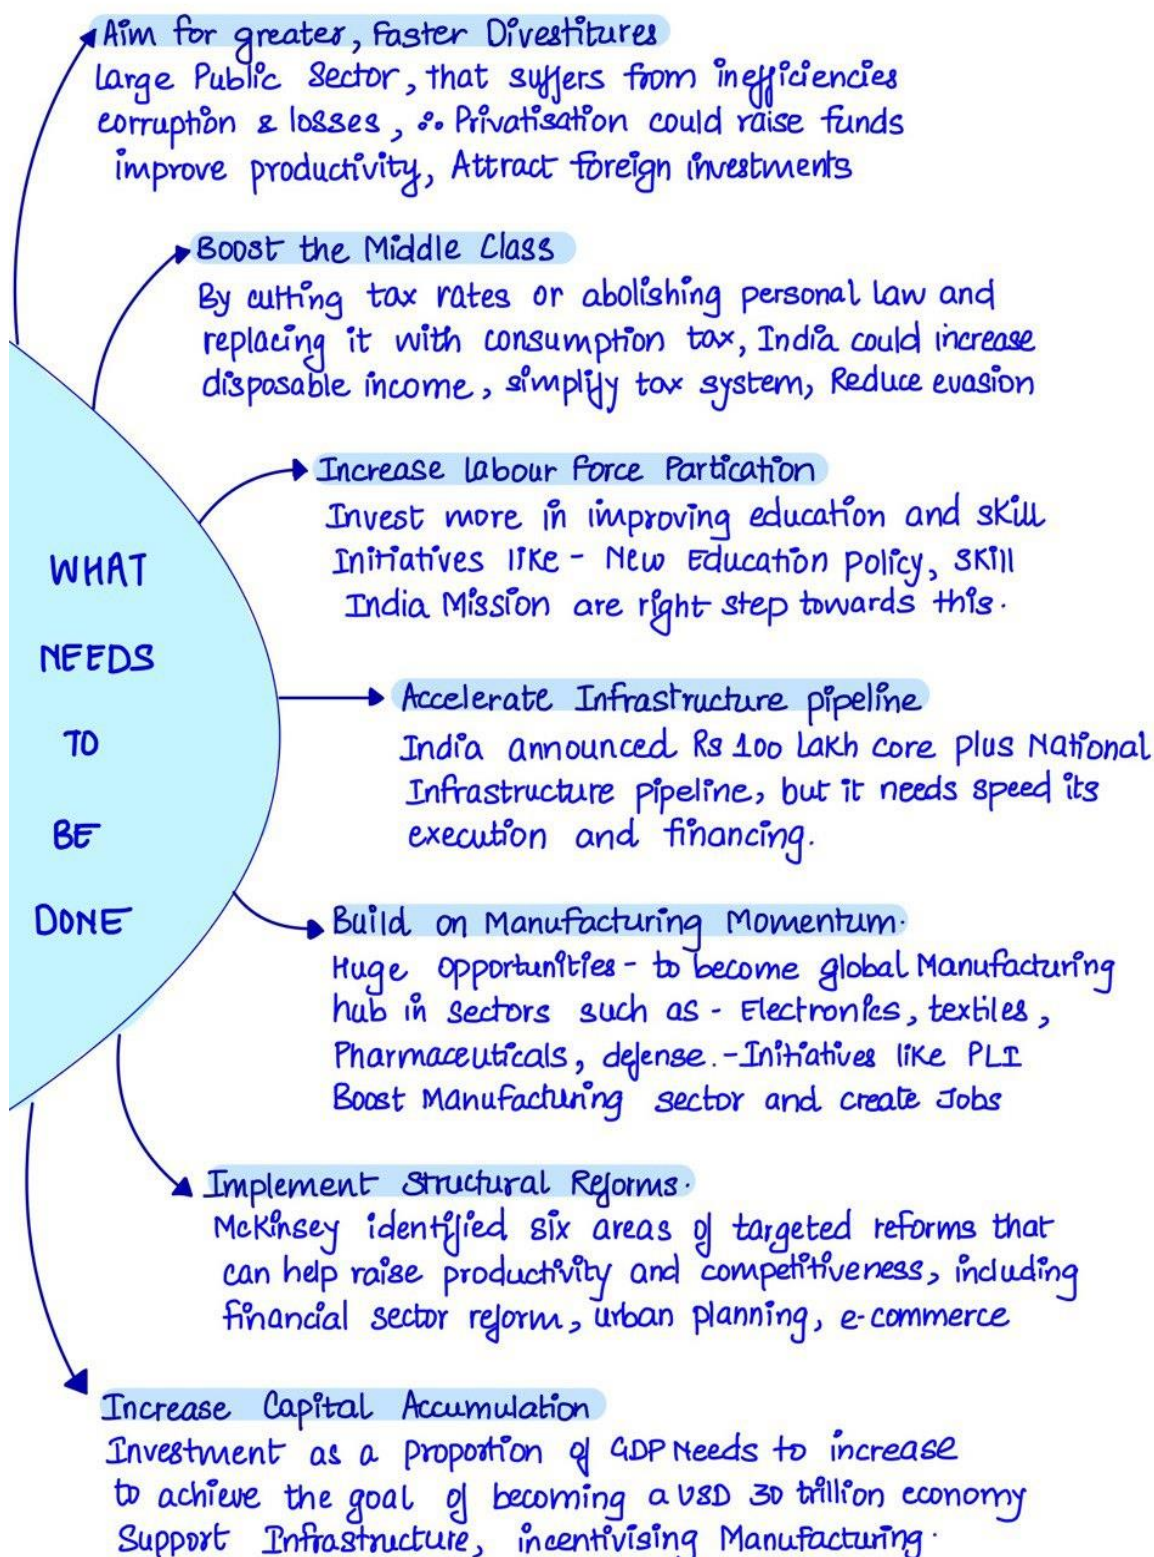 Aim for greater, Faster Divestitures
Large Public Sector, that suffers from inefficiencies
corruption & losses, ∴ Privatisation could raise funds
improve productivity, Attract foreign investments
Boost the Middle Class
By cutting tax rates or abolishing personal law and
replacing it with consumption tax, India could increase
disposable income, simplify tax system, Reduce evasion
Increase Labour Force Partication
Invest more in improving education and skill
Initiatives like - New Education Policy, Skill
India Mission are right step towards this.
WHAT
NEEDS
TO
BE
DONE
Accelerate Infrastructure pipeline
India announced Rs 100 Lakh core plus National
Infrastructure pipeline, but it needs speed its
execution and financing.
Build on Manufacturing Momentum.
Huge Opportunities - to become global Manufacturing
hub in sectors such as - Electronics, textiles,
Pharmaceuticals, defense. - Initiatives like PLI
Boost Manufacturing sector and create Jobs
Implement Structural Reforms.
McKinsey identified six areas of targeted reforms that
can help raise productivity and competitiveness, including
financial sector reform, urban planning, e-commerce
Increase Capital Accumulation
Investment as a proportion of GDP Needs to increase
to achieve the goal of becoming a USD 30 trillion economy
Support Infrastructure, incentivising Manufacturing.